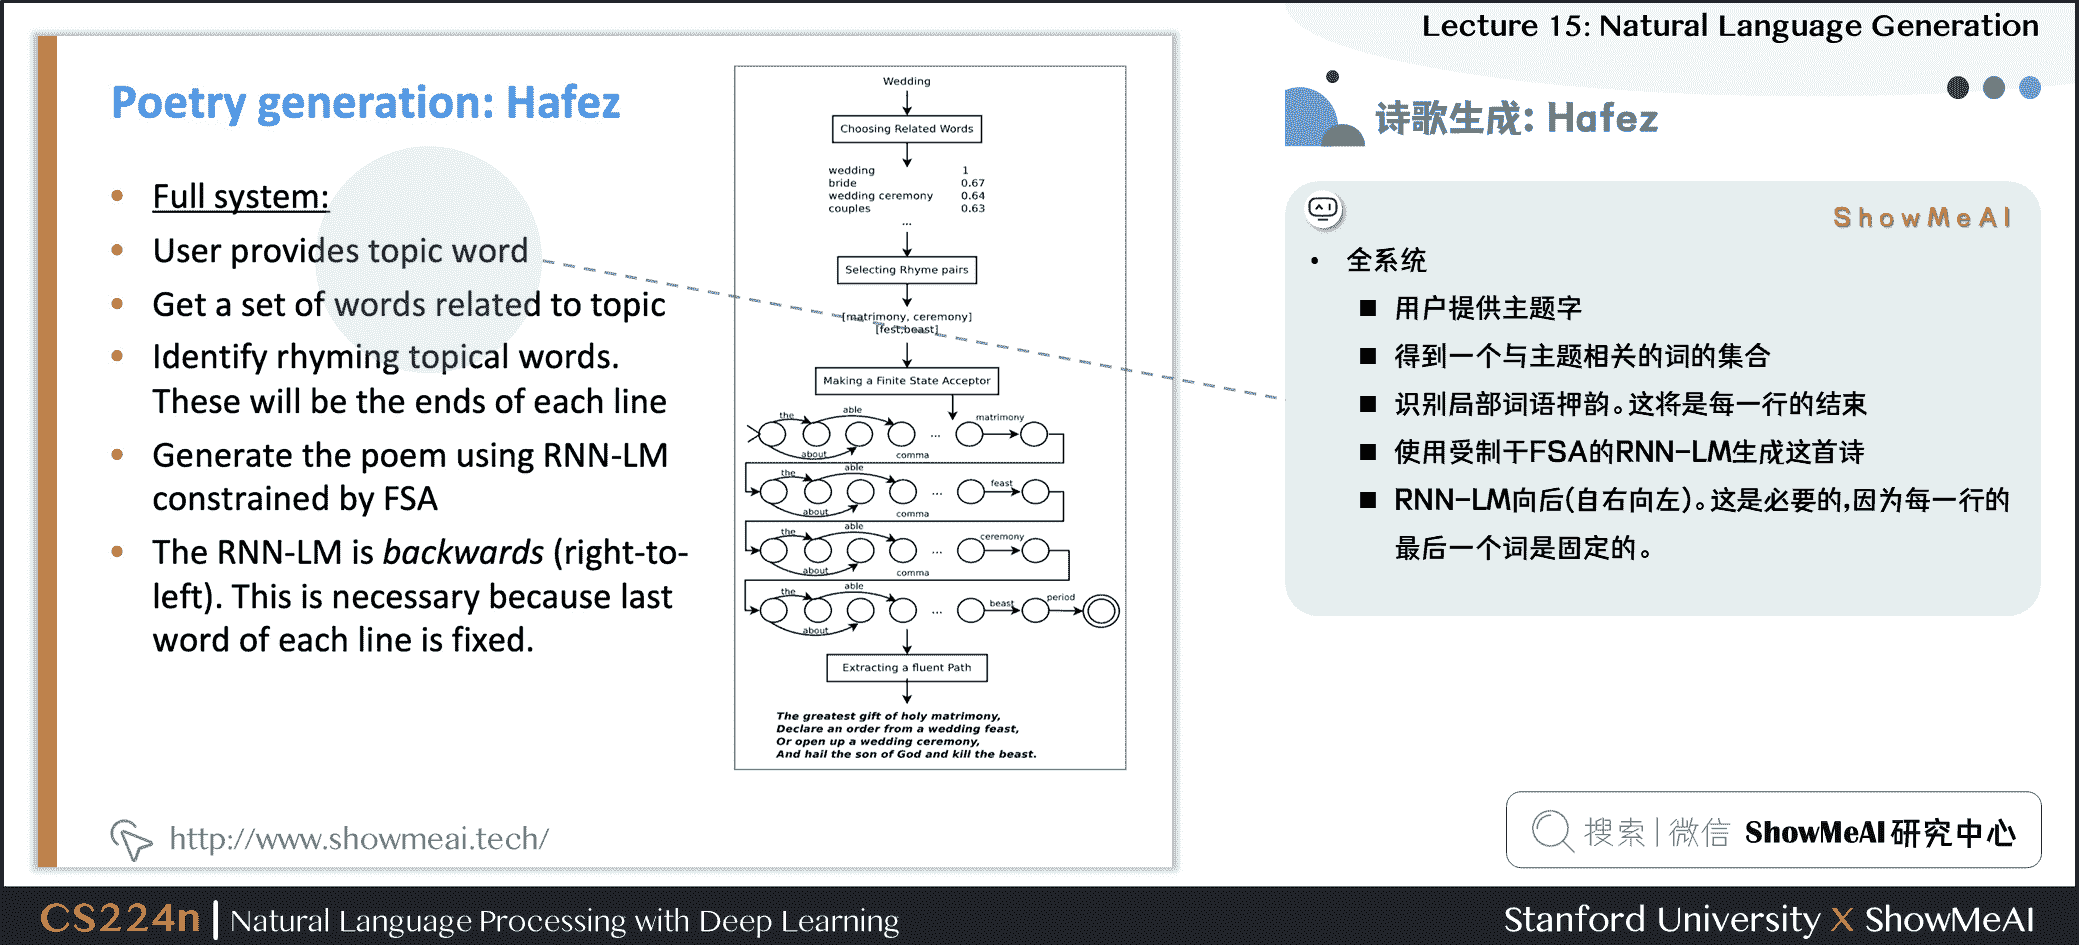 Lecture 15: Natural Language Generation
Poetry generation: Hafez
• Full system:
• User provides topic word
• Get a set of words related to topic
• Identify rhyming topical words.
These will be the ends of each line
• Generate the poem using RNN-LM
constrained by FSA
• The RNN-LM is backwards (right-to-
left). This is necessary because last
word of each line is fixed.
http://www.showmeai.tech/
Wedding
Choosing Related Words
wedding 1
bride 0.67
wedding ceremony 0.64
couples 0.63
...
Selecting Rhyme pairs
[matrimony, ceremony]
[fest,beast]
Making a Finite State Acceptor
the able matrimony
...
about comma
the able feast
...
about comma
the able ceremony
...
about comma
the able beast period
...
about
Extracting a fluent Path
The greatest gift of holy matrimony,
Declare an order from a wedding feast,
Or open up a wedding ceremony,
And hail the son of God and kill the beast.
诗歌生成: Hafez
AI
ShowMeAI
• 全系统
■ 用户提供主题字
■ 得到一个与主题相关的词的集合
■ 识别局部词语押韵。这将是每一行的结束
■ 使用受制于FSA的RNN-LM生成这首诗
■ RNN-LM向后(自右向左)。这是必要的,因为每一行的
最后一个词是固定的。
搜索 | 微信 ShowMeAI 研究中心
CS224n | Natural Language Processing with Deep Learning
Stanford University X ShowMeAI